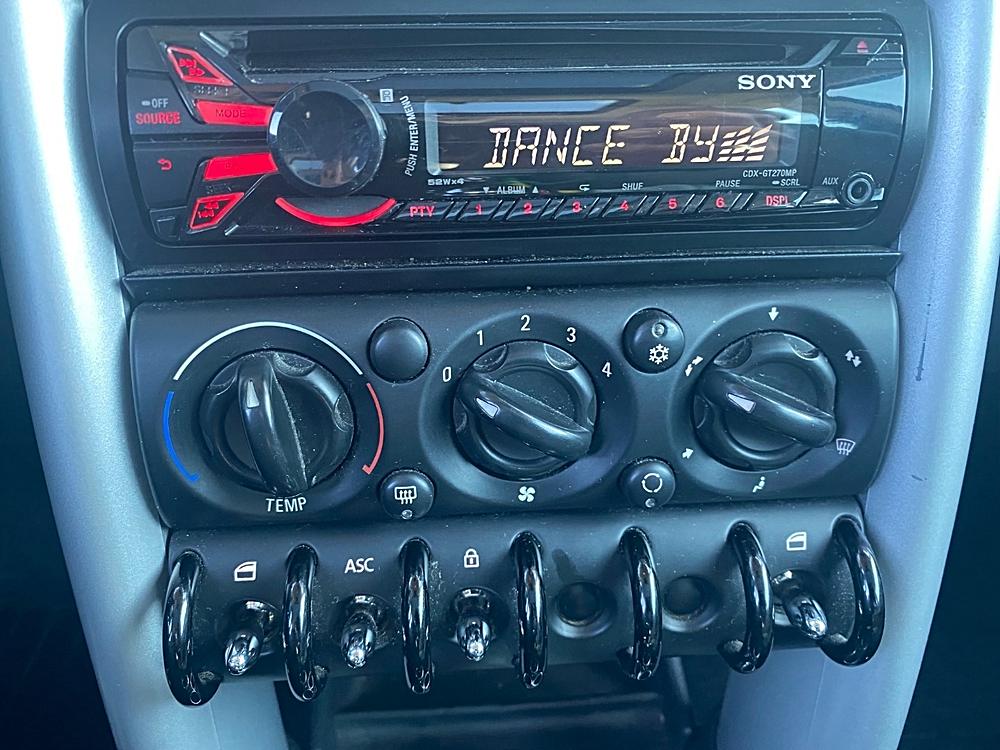 SONY
OFF
SOURCE
MODE
SEEK
PUSH ENTER/MENU
DANCE BY
CDX-GT270MP
52W×4
ALBUM
SHUF
PAUSE
SCRL
AUX
PTY 1 2 3 4 5 6 DSPL
0 1 2 3 4
TEMP
ASC